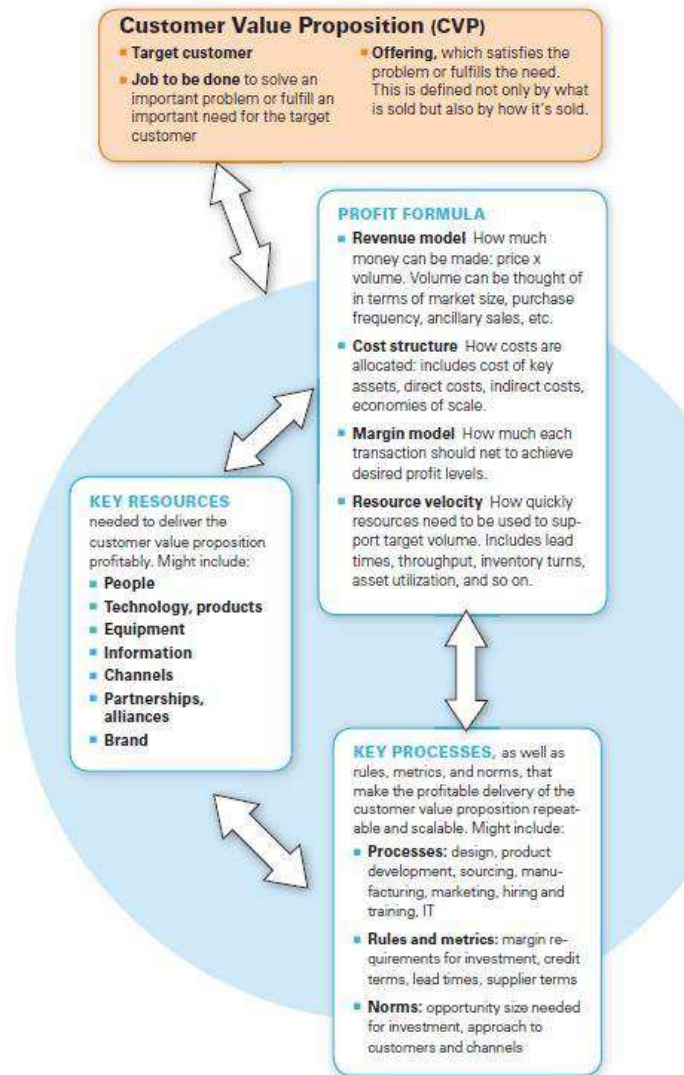 Customer Value Proposition (CVP)
▪ Target customer
▪ Job to be done to solve an
important problem or fulfill an
important need for the target
customer
▪ Offering, which satisfies the
problem or fulfills the need.
This is defined not only by what
is sold but also by how it's sold.
PROFIT FORMULA
▪ Revenue model How much
money can be made: price x
volume. Volume can be thought of
in terms of market size, purchase
frequency, ancillary sales, etc.
▪ Cost structure How costs are
allocated: includes cost of key
assets, direct costs, indirect costs,
economies of scale.
▪ Margin model How much each
transaction should net to achieve
desired profit levels.
▪ Resource velocity How quickly
resources need to be used to sup-
port target volume. Includes lead
times, throughput, inventory turns,
asset utilization, and so on.
KEY RESOURCES
needed to deliver the
customer value proposition
profitably. Might include:
▪ People
▪ Technology, products
▪ Equipment
▪ Information
▪ Channels
▪ Partnerships,
alliances
▪ Brand
KEY PROCESSES, as well as
rules, metrics, and norms, that
make the profitable delivery of the
customer value proposition repeat-
able and scalable. Might include:
▪ Processes: design, product
development, sourcing, manu-
facturing, marketing, hiring and
training, IT
▪ Rules and metrics: margin re-
quirements for investment, credit
terms, lead times, supplier terms
▪ Norms: opportunity size needed
for investment, approach to
customers and channels